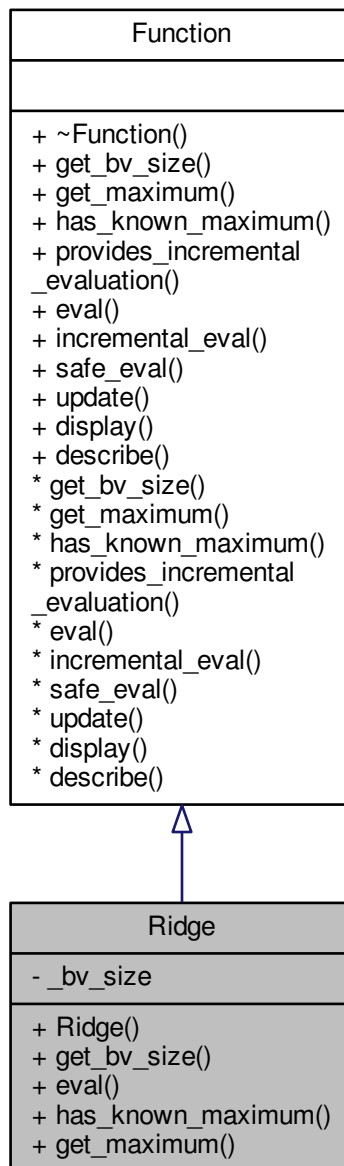 Function
+ ~Function()
+ get_bv_size()
+ get_maximum()
+ has_known_maximum()
+ provides_incremental
_evaluation()
+ eval()
+ incremental_eval()
+ safe_eval()
+ update()
+ display()
+ describe()
* get_bv_size()
* get_maximum()
* has_known_maximum()
* provides_incremental
_evaluation()
* eval()
* incremental_eval()
* safe_eval()
* update()
* display()
* describe()
Ridge
- _bv_size
+ Ridge()
+ get_bv_size()
+ eval()
+ has_known_maximum()
+ get_maximum()